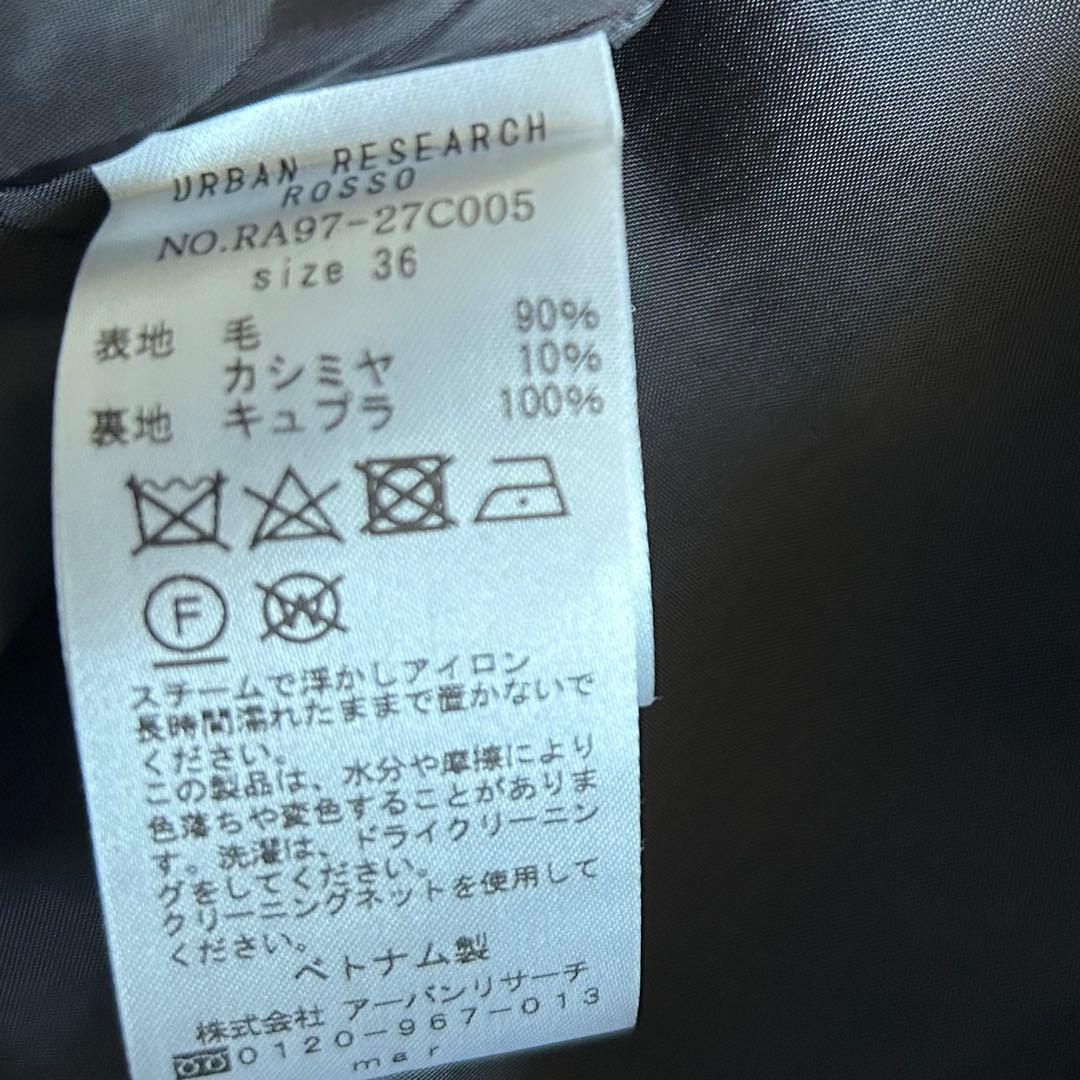 URBAN RESEARCH
ROSSO
NO.RA97-27C005
size 36
表地 毛 90%
カシミヤ 10%
裏地 キュプラ 100%
F W
スチームで浮かしアイロン
長時間濡れたままで置かないで
ください。
この製品は、水分や摩擦により
色落ちや変色することがありま
す。洗濯は、ドライクリーニン
グをしてください。
クリーニングネットを使用して
ください。
ベトナム製
株式会社 アーバンリサーチ
0120-967-013
mer